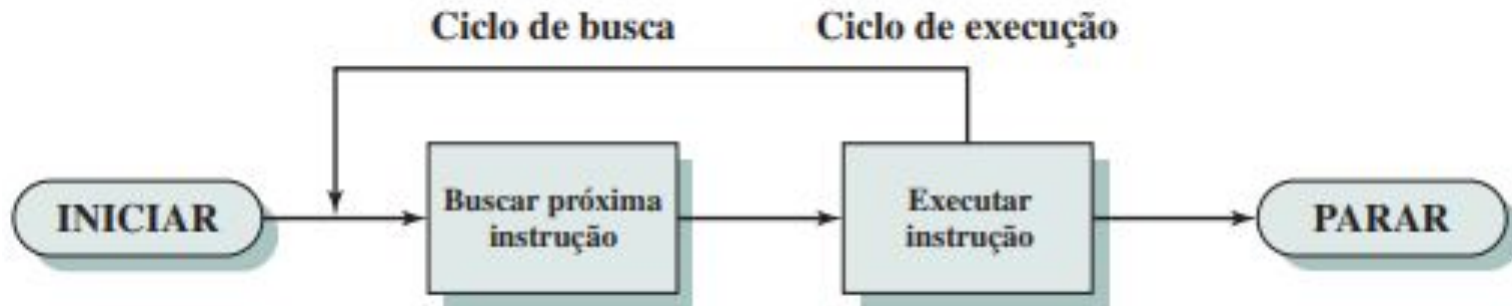 Ciclo de busca
Ciclo de execução
INICIAR
Buscar próxima
instrução
Executar
instrução
PARAR